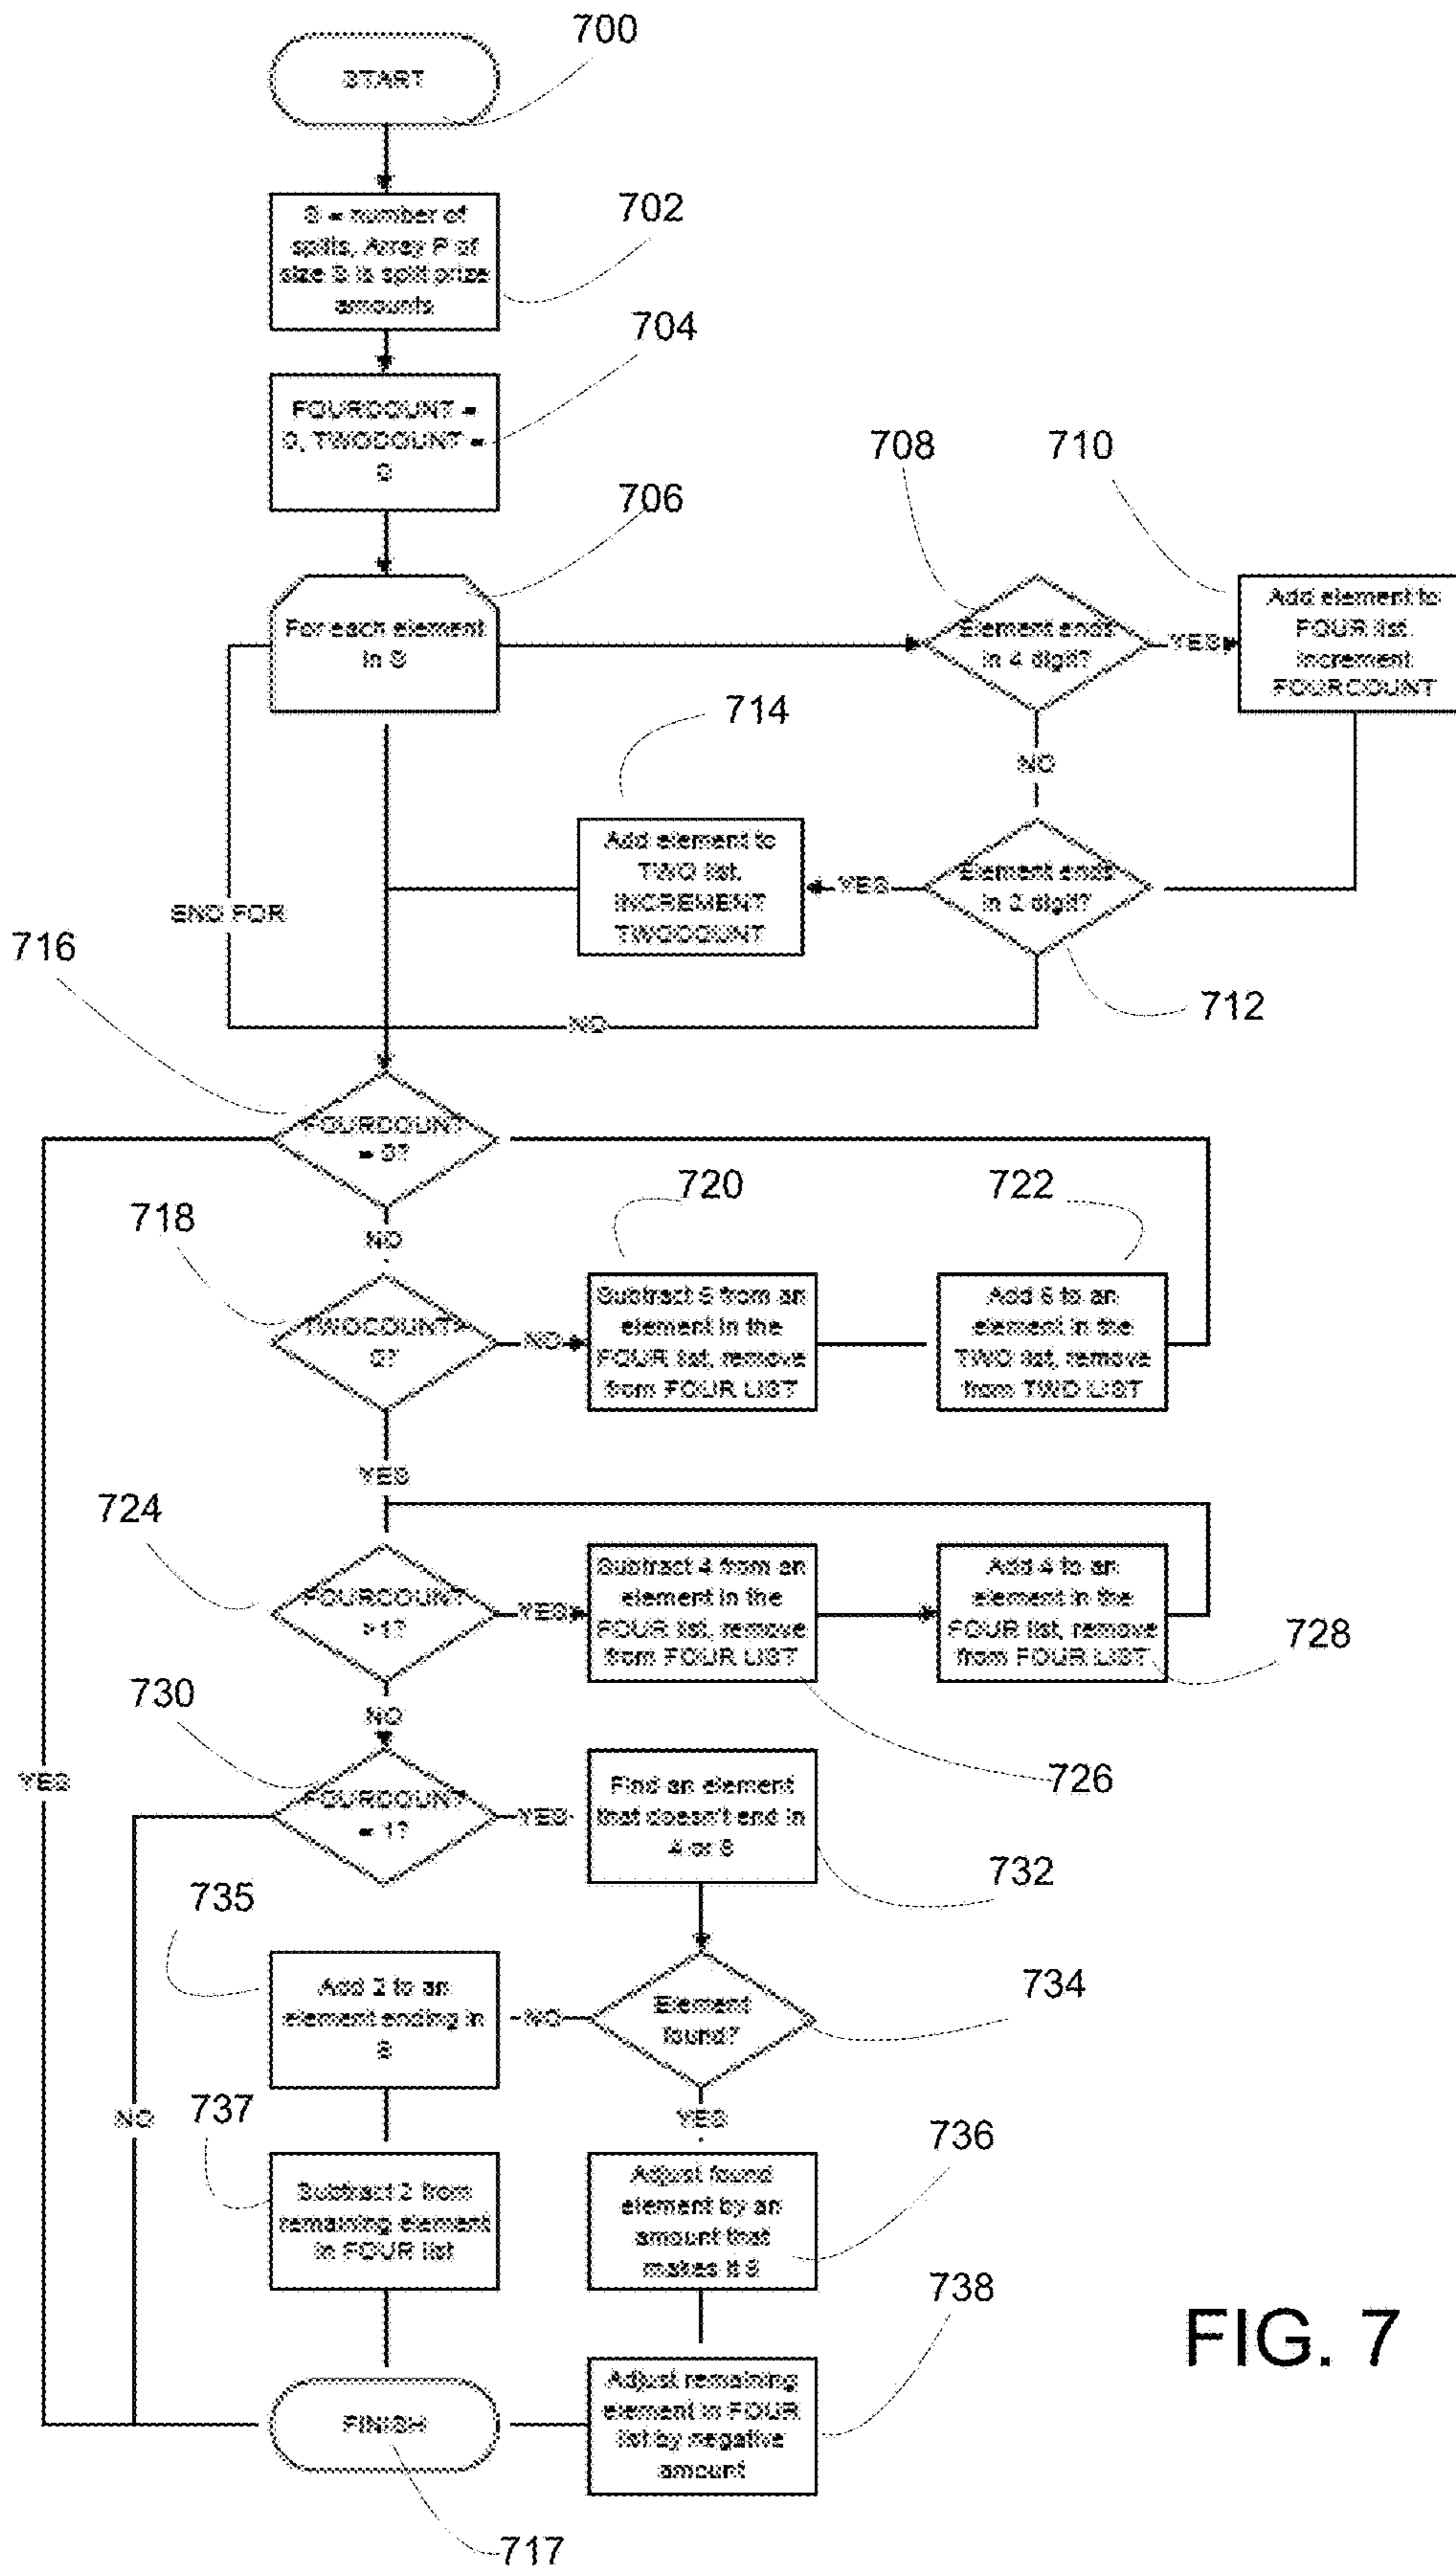 700
START
702
S = number of
splits, Array P of
size S is split prize
amounts
704
FOURCOUNT =
0, TWOCOUNT =
0
706
For each element
in S
708
Element ends
in 4 digit?
YES
710
Add element to
FOUR list.
Increment
FOURCOUNT
NO
714
Add element to
TWO list.
INCREMENT
TWOCOUNT
YES
Element ends
in 2 digit?
712
END FOR
NO
716
FOURCOUNT
718
NO
TWOCOUNT
NO
720
Subtract 6 from an
element in the
FOUR list, remove
from FOUR LIST
722
Add 6 to an
element in the
TWO list, remove
from TWO LIST
YES
724
FOURCOUNT
> 1?
YES
Subtract 4 from an
element in the
FOUR list, remove
from FOUR LIST
726
Add 4 to an
element in the
FOUR list, remove
from FOUR LIST
728
NO
730
FOURCOUNT
= 1?
YES
YES
Find an element
that doesn't end in
4 or 8
732
735
Add 2 to an
element ending in
8
NO
Element
found?
734
NO
YES
737
Subtract 2 from
remaining element
in FOUR list
736
Adjust found
element by an
amount that
makes it 8
738
Adjust remaining
element in FOUR
list by negative
amount
FINISH
717
FIG. 7